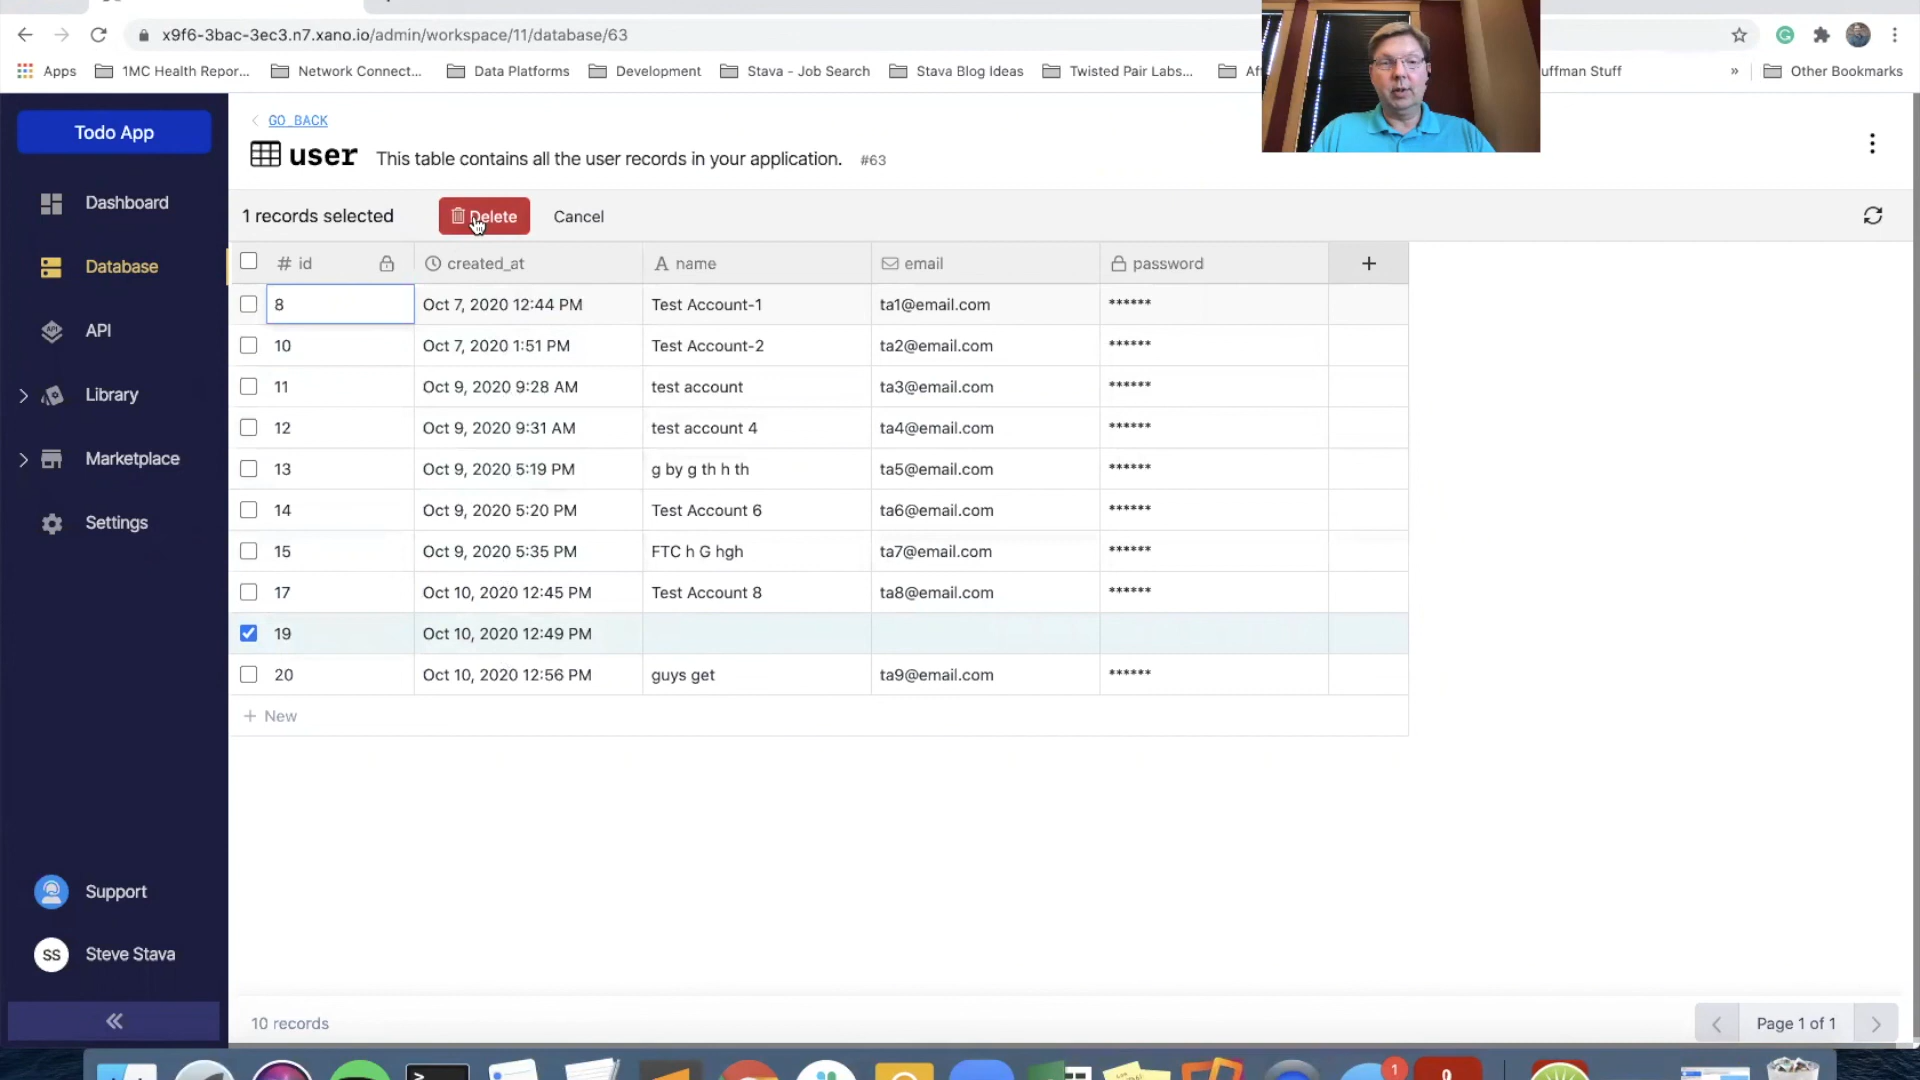 x9f6-3bac-3ec3.n7.xano.io/admin/workspace/11/database/63
Apps 1MC Health Repor... Network Connect... Data Platforms Development Stava - Job Search Stava Blog Ideas Twisted Pair Labs... uffman Stuff » Other Bookmarks
Todo App
Dashboard
Database
API
Library
Marketplace
Settings
Support
SS Steve Stava
GO BACK
user This table contains all the user records in your application. #63
1 records selected Delete Cancel
# id created_at A name email password +
8 Oct 7, 2020 12:44 PM Test Account-1 ta1@email.com ******
10 Oct 7, 2020 1:51 PM Test Account-2 ta2@email.com ******
11 Oct 9, 2020 9:28 AM test account ta3@email.com ******
12 Oct 9, 2020 9:31 AM test account 4 ta4@email.com ******
13 Oct 9, 2020 5:19 PM g by g th h th ta5@email.com ******
14 Oct 9, 2020 5:20 PM Test Account 6 ta6@email.com ******
15 Oct 9, 2020 5:35 PM FTC h G hgh ta7@email.com ******
17 Oct 10, 2020 12:45 PM Test Account 8 ta8@email.com ******
19 Oct 10, 2020 12:49 PM
20 Oct 10, 2020 12:56 PM guys get ta9@email.com ******
+ New
10 records Page 1 of 1
1